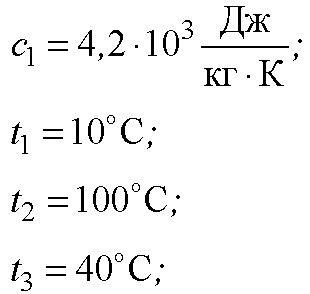 c₁ = 4,2 · 10³ Дж/(кг · К);
t₁ = 10°C;
t₂ = 100°C;
t₃ = 40°C;